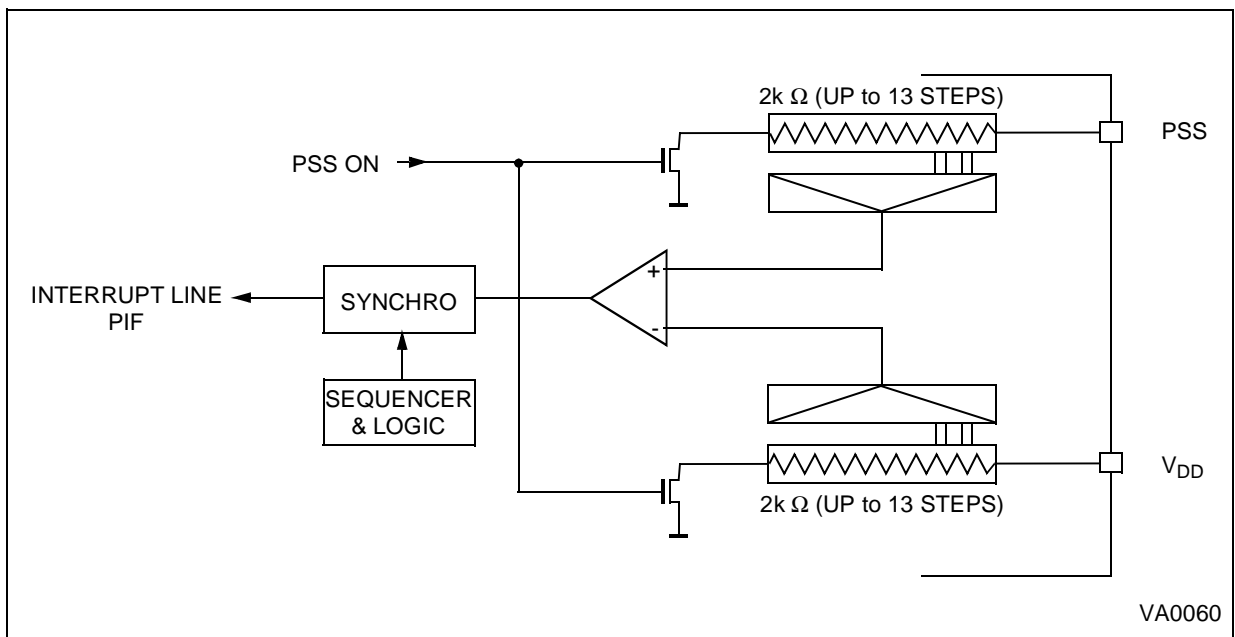 2k Ω (UP to 13 STEPS)
PSS
PSS ON
+
INTERRUPT LINE
PIF
SYNCHRO
-
SEQUENCER
& LOGIC
VDD
2k Ω (UP to 13 STEPS)
VA0060